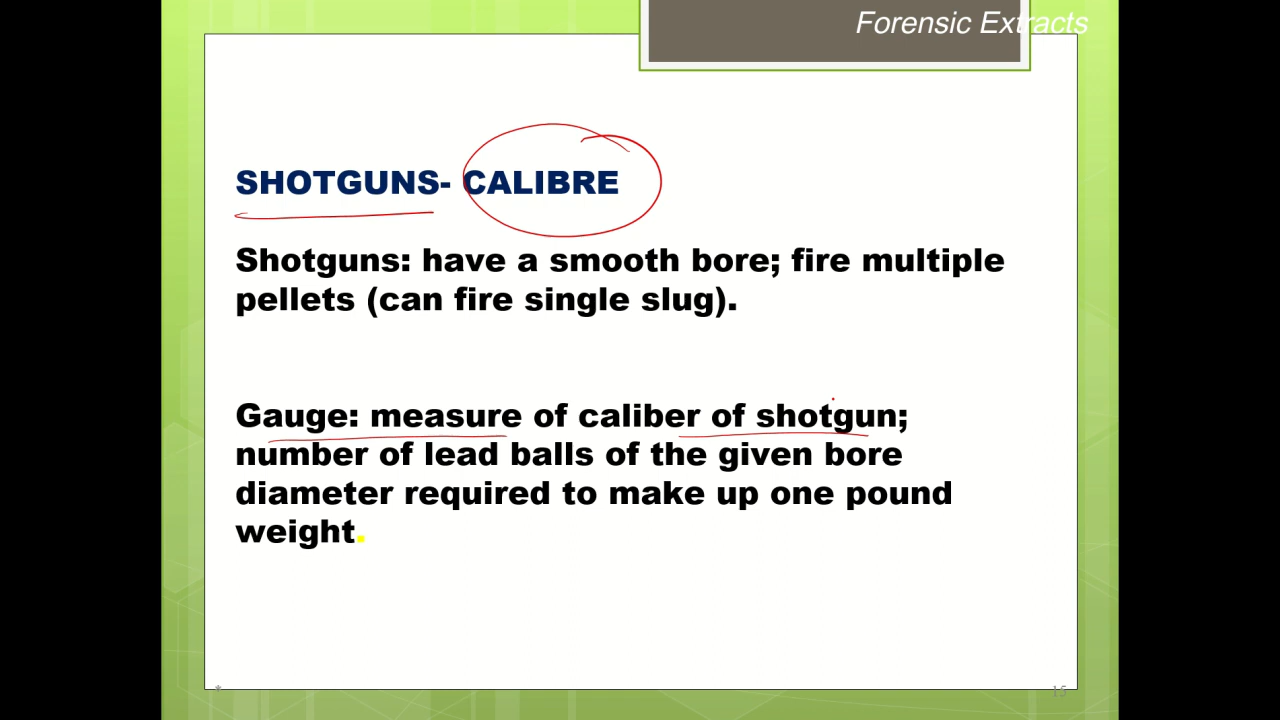 Forensic Extracts
SHOTGUNS- CALIBRE
Shotguns: have a smooth bore; fire multiple
pellets (can fire single slug).
Gauge: measure of caliber of shotgun;
number of lead balls of the given bore
diameter required to make up one pound
weight.
* 15